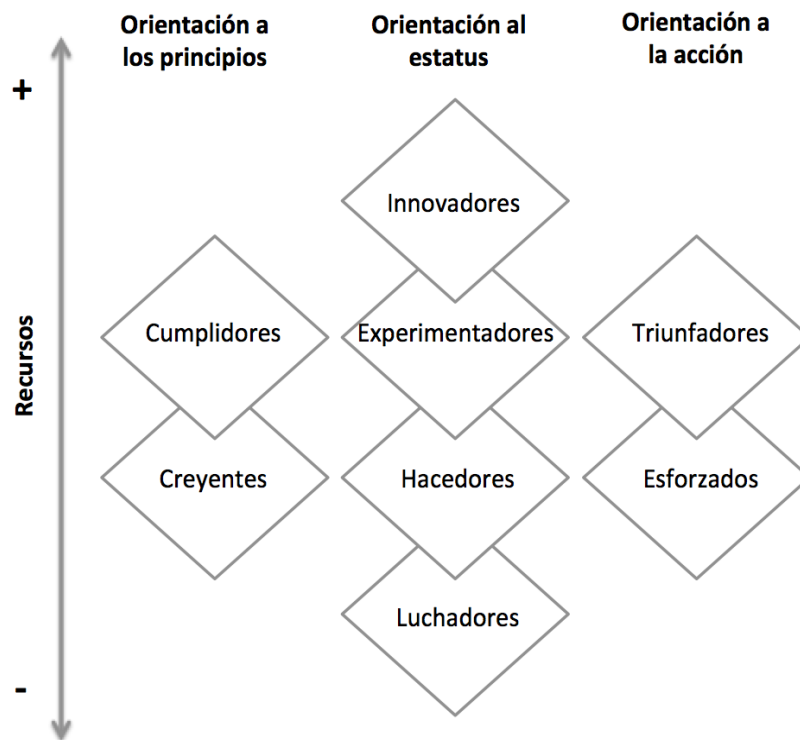 Orientación a
los principios
Orientación al
estatus
Orientación a
la acción
+
Innovadores
Cumplidores
Experimentadores
Triunfadores
Recursos
Creyentes
Hacedores
Esforzados
Luchadores
-